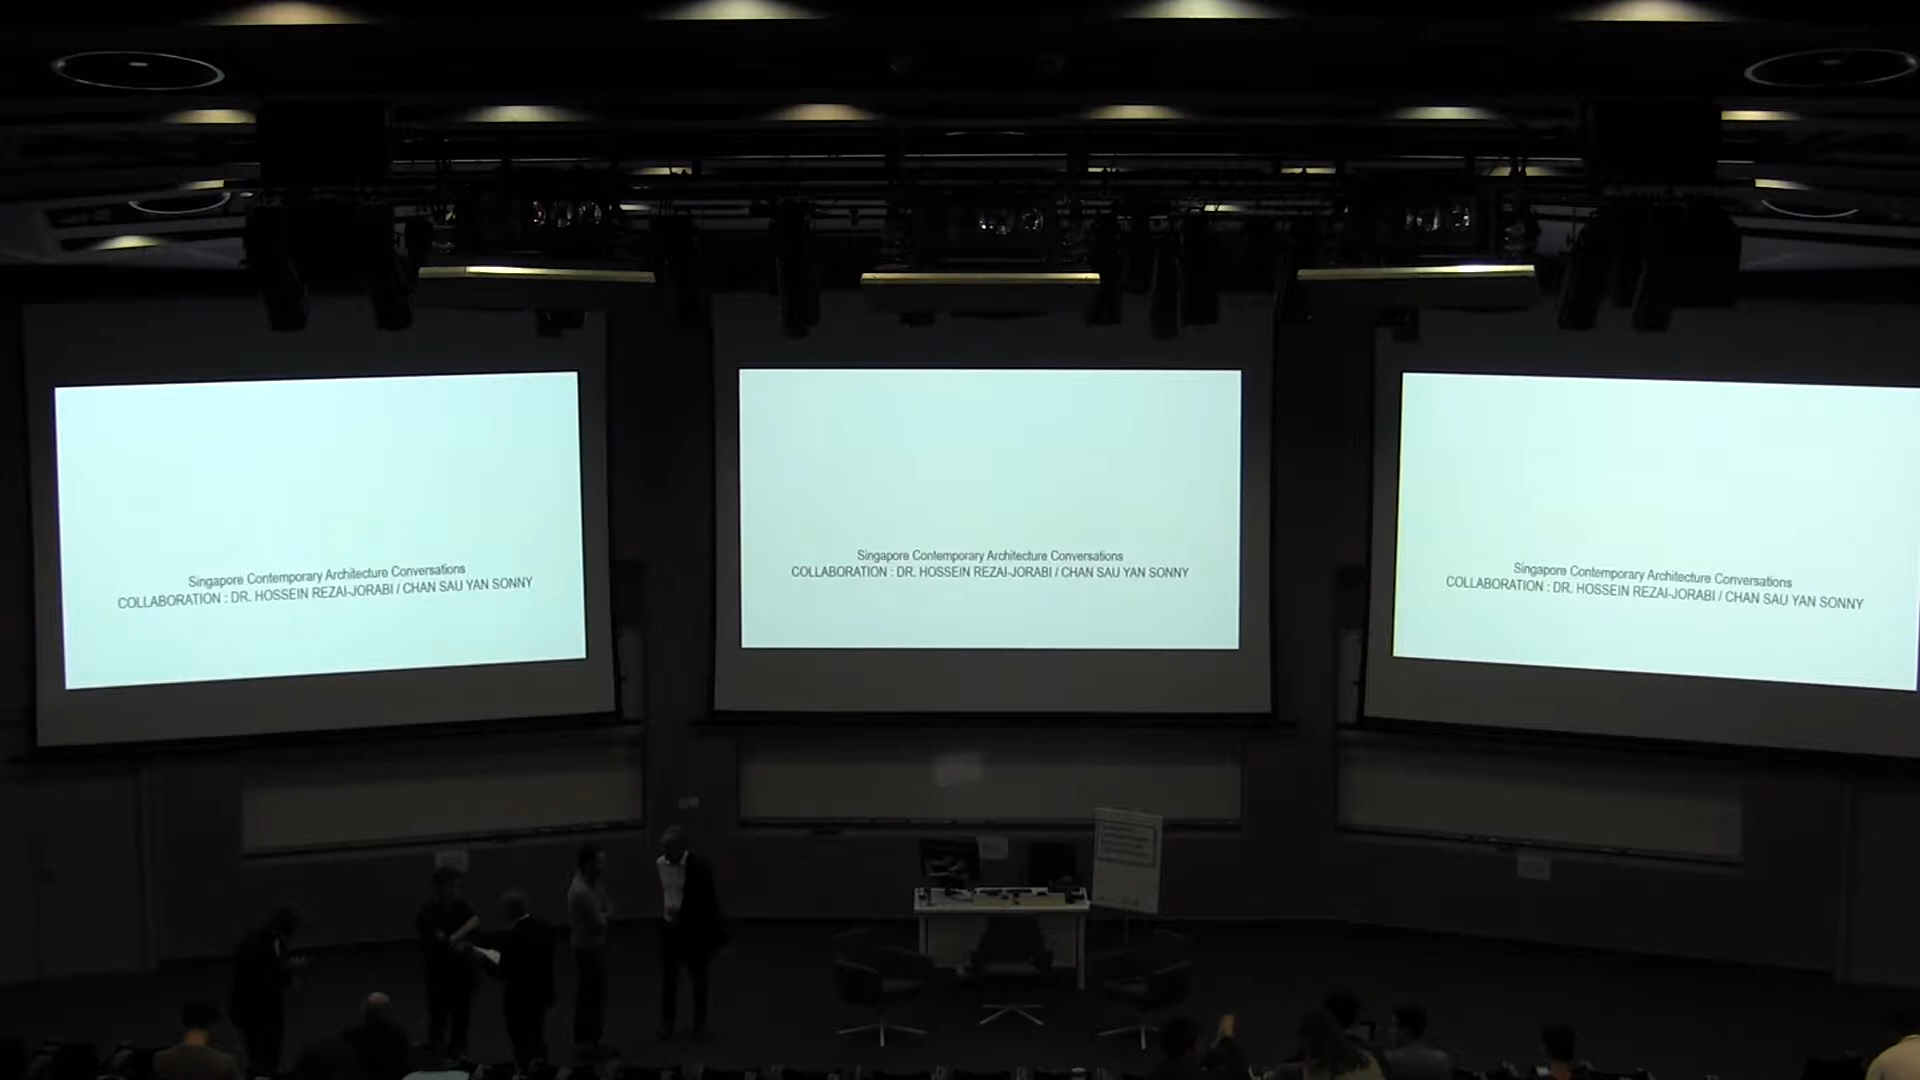 Singapore Contemporary Architecture Conversations
COLLABORATION : DR. HOSSEIN REZAI-JORABI / CHAN SAU YAN SONNY
Singapore Contemporary Architecture Conversations
COLLABORATION : DR. HOSSEIN REZAI-JORABI / CHAN SAU YAN SONNY
Singapore Contemporary Architecture Conversations
COLLABORATION : DR. HOSSEIN REZAI-JORABI / CHAN SAU YAN SONNY